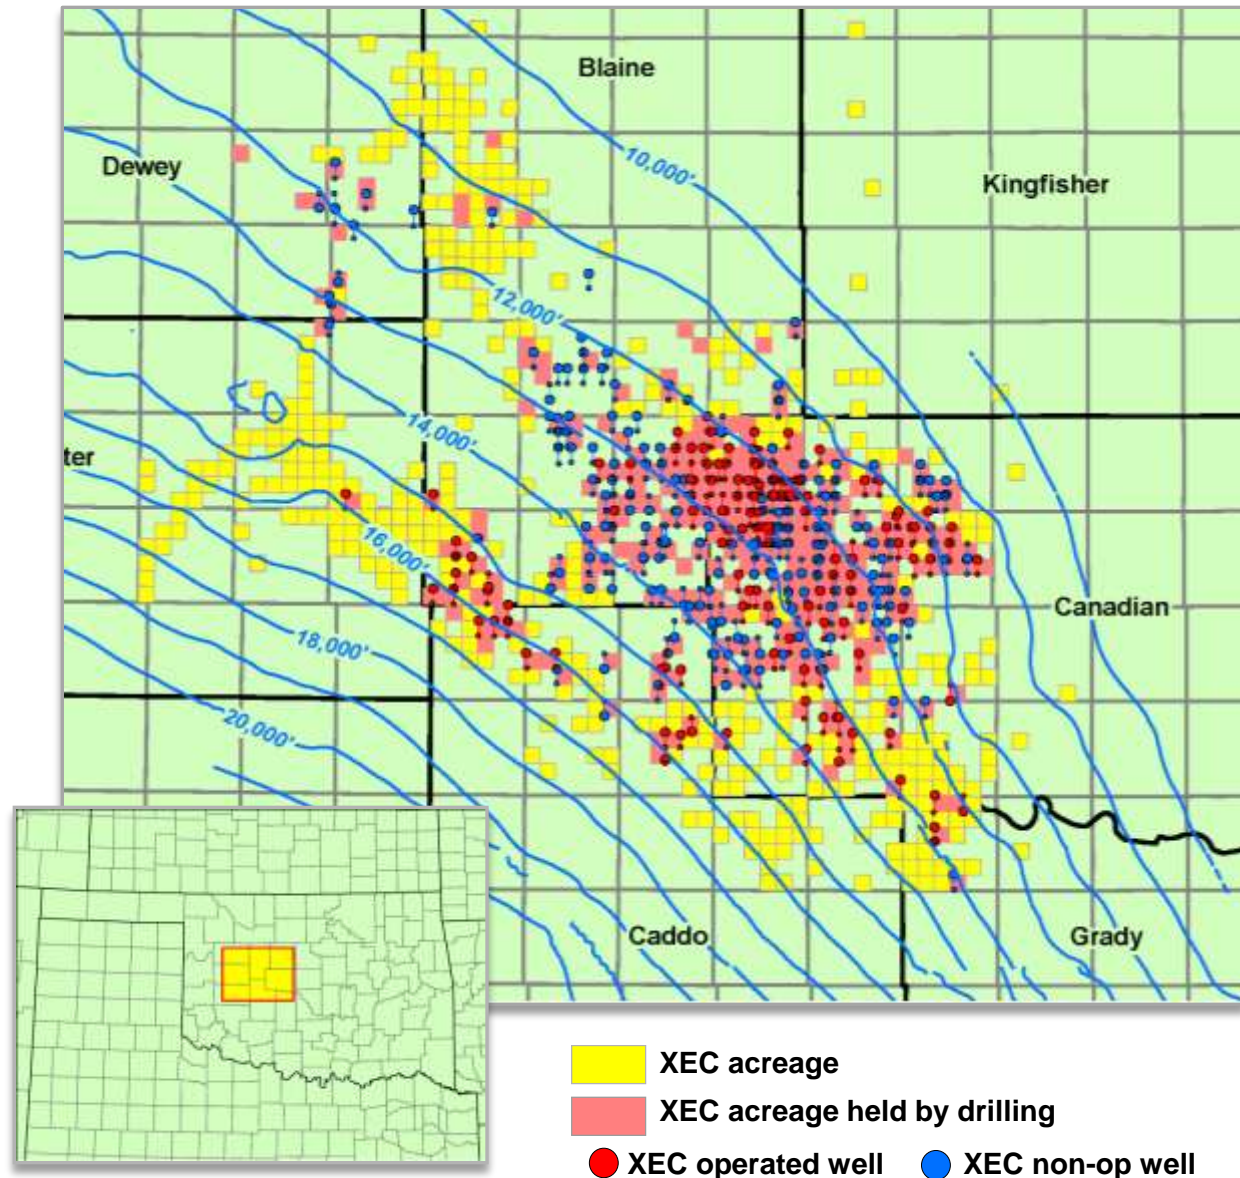 Blaine
10,000'
Dewey
Kingfisher
12,000'
14,000'
ter
16,000'
Canadian
18,000'
20,000'
Caddo
Grady
XEC acreage
XEC acreage held by drilling
XEC operated well
XEC non-op well